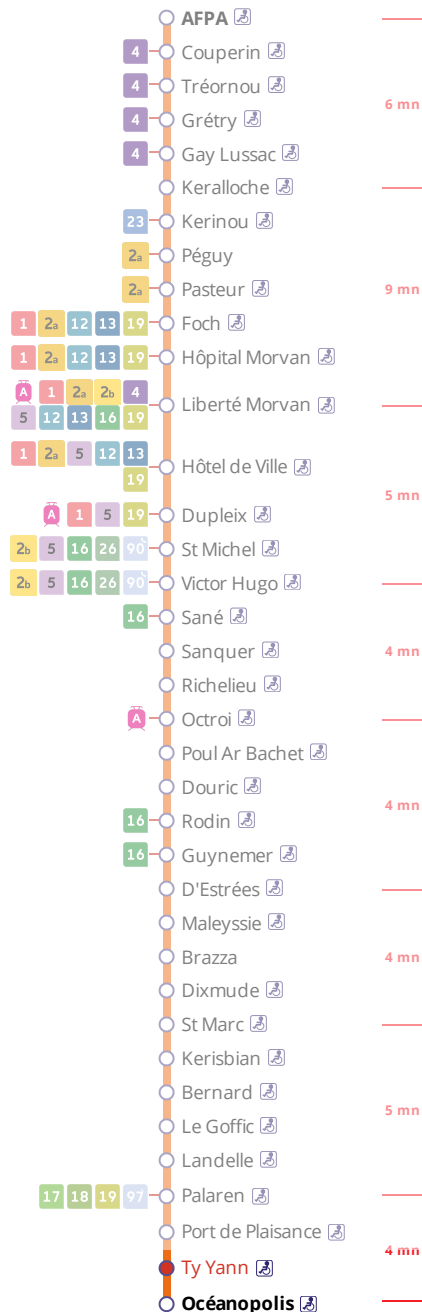 AFPA
4 Couperin
4 Tréornou
6 mn
4 Grétry
4 Gay Lussac
Keralloche
23 Kerinou
2a Péguy
2a Pasteur
9 mn
1 2a 12 13 19 Foch
1 2a 12 13 19 Hôpital Morvan
A 1 2a 2b 4
Liberté Morvan
5 12 13 16 19
1 2a 5 12 13
Hôtel de Ville
19
5 mn
A 1 5 19 Dupleix
2b 5 16 26 90 St Michel
2b 5 16 26 90 Victor Hugo
16 Sané
Sanquer
4 mn
Richelieu
A Octroi
Poul Ar Bachet
Douric
4 mn
16 Rodin
16 Guynemer
D'Estrées
Maleyssie
Brazza
4 mn
Dixmude
St Marc
Kerisbian
Bernard
5 mn
Le Goffic
Landelle
17 18 19 97 Palaren
Port de Plaisance
4 mn
Ty Yann
Océanopolis